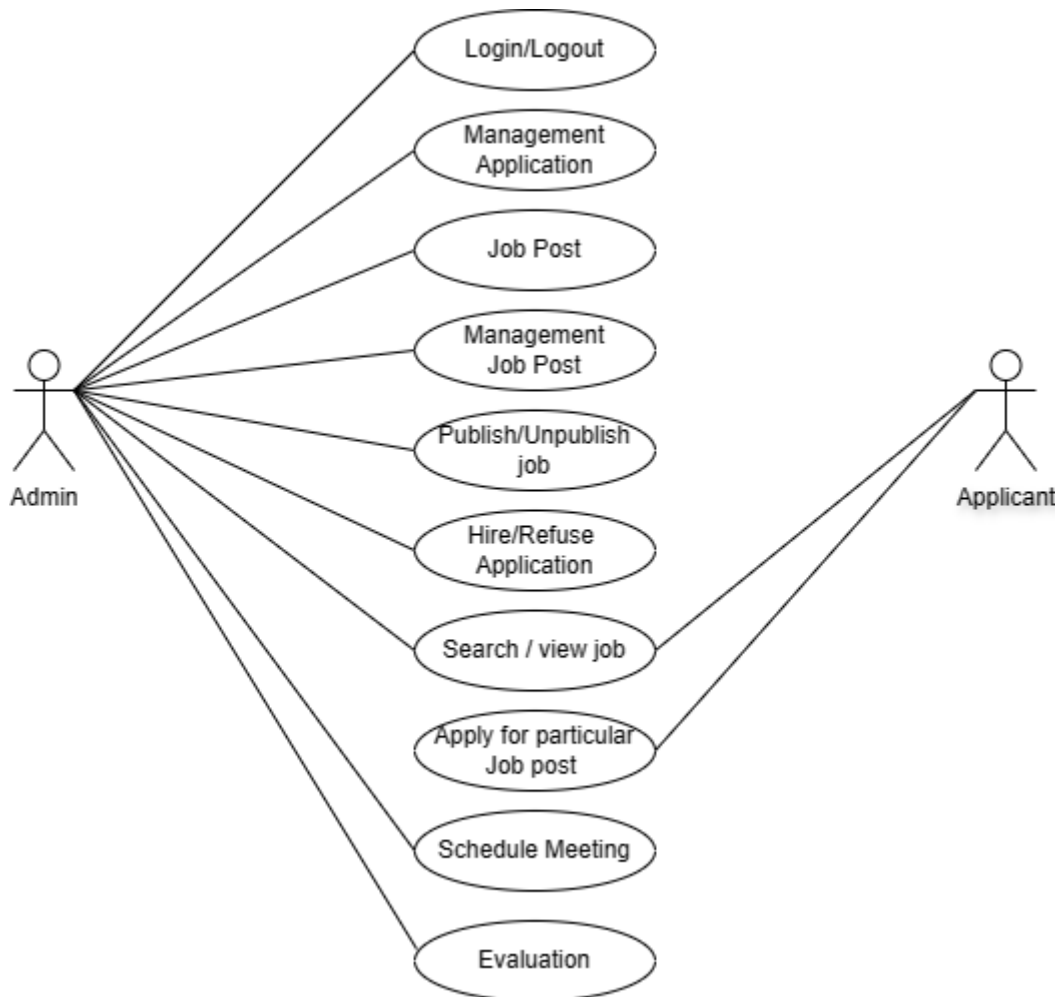 Login/Logout
Management
Application
Job Post
Management
Job Post
Publish/Unpublish
job
Admin
Applicant
Hire/Refuse
Application
Search / view job
Apply for particular
Job post
Schedule Meeting
Evaluation